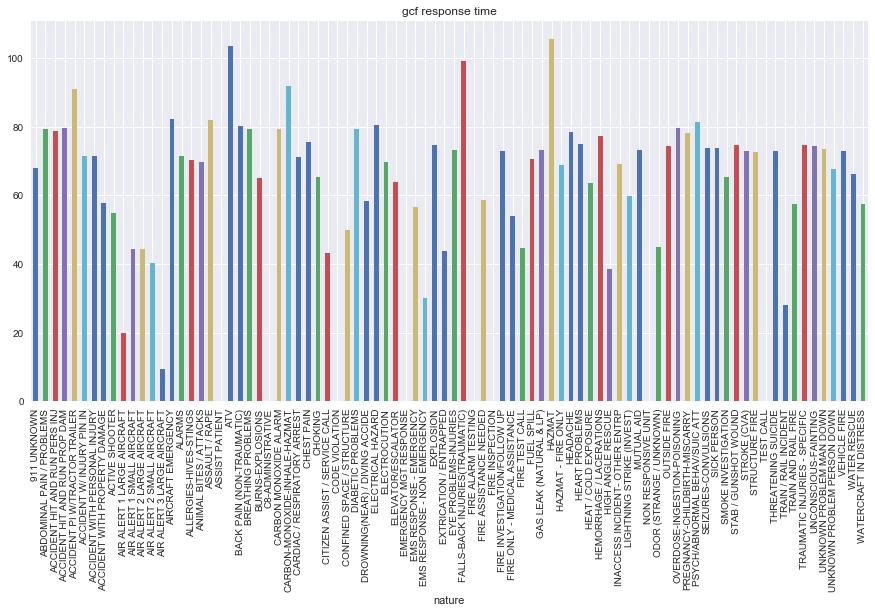 gcf response time
100
80
60
40
20
0
911 UNKNOWN
ABDOMINAL PAIN / PROBLEMS
ACCIDENT HIT AND RUN PERS INJ
ACCIDENT HIT AND RUN PROP DAM
ACCIDENT PI W/TRACTOR TRAILER
ACCIDENT W/ INJURY PIN IN
ACCIDENT WITH PERSONAL INJURY
ACCIDENT WITH PROPERTY DAMAGE
ACTIVE SHOOTER
AIR ALERT 1 LARGE AIRCRAFT
AIR ALERT 1 SMALL AIRCRAFT
AIR ALERT 2 LARGE AIRCRAFT
AIR ALERT 2 SMALL AIRCRAFT
AIR ALERT 3 LARGE AIRCRAFT
AIRCRAFT EMERGENCY
ALARMS
ALLERGIES-HIVES-STINGS
ANIMAL BITES / ATTACKS
ASSAULT / RAPE
ASSIST PATIENT
ATV
BACK PAIN (NON-TRAUMATIC)
BREATHING PROBLEMS
BURNS-EXPLOSIONS
CAD ADMINISTRATIVE
CARBON MONOXIDE ALARM
CARBON-MONOXIDE-INHALE-HAZMAT
CARDIAC / RESPIRATORY ARREST
CHEST PAIN
CHOKING
CITIZEN ASSIST / SERVICE CALL
CODE VIOLATION
CONFINED SPACE / STRUCTURE
DIABETIC PROBLEMS
DROWNING(NEAR) / DIVING ACCIDE
ELECTRICAL HAZARD
ELECTROCUTION
ELEVATOR/ESCALATOR
EMERGENCY MGT RESPONSE
EMS RESPONSE - EMERGENCY
EMS RESPONSE - NON EMERGENCY
EXPLOSION
EXTRICATION / ENTRAPPED
EYE PROBLEMS/INJURIES
FALLS-BACK INJURIES(TRAUMATIC)
FIRE ALARM TESTING
FIRE ASSISTANCE NEEDED
FIRE INSPECTION
FIRE INVESTIGATION/FOLLOW UP
FIRE ONLY - MEDICAL ASSISTANCE
FIRE TEST CALL
FUEL SPILL
GAS LEAK (NATURAL & LP)
HAZMAT
HAZMAT - FIRE ONLY
HEADACHE
HEART PROBLEMS
HEAT / COLD EXPOSURE
HEMORRHAGE / LACERATIONS
HIGH ANGLE RESCUE
INACCESS INCIDENT - OTHER ENRP
LIGHTNING STRIKE (INVEST)
MUTUAL AID
NON RESPONSIVE UNIT
ODOR (STRANGE / UNKNOWN)
OUTSIDE FIRE
OVERDOSE-INGESTION-POISONING
PREGNANCY-CHILDBIRTH-MISCARRY
PSYCH/ABNORMAL BEHAV/SUIC AT
SEIZURES-CONVULSIONS
SICK PERSON
SMOKE INVESTIGATION
STAB / GUNSHOT WOUND
STROKE (CVA)
STRUCTURE FIRE
TEST CALL
THREATENING SUICIDE
TRAIN / RAIL INCIDENT
TRAIN AND RAIL FIRE
TRAUMATIC INJURIES - SPECIFIC
UNCONSCIOUS-FAINTING
UNKNOWN PROBLEM MAN DOWN
UNKNOWN PROBLEM PERSON DOWN
VEHICLE FIRE
WATER RESCUE
WATERCRAFT IN DISTRESS
nature